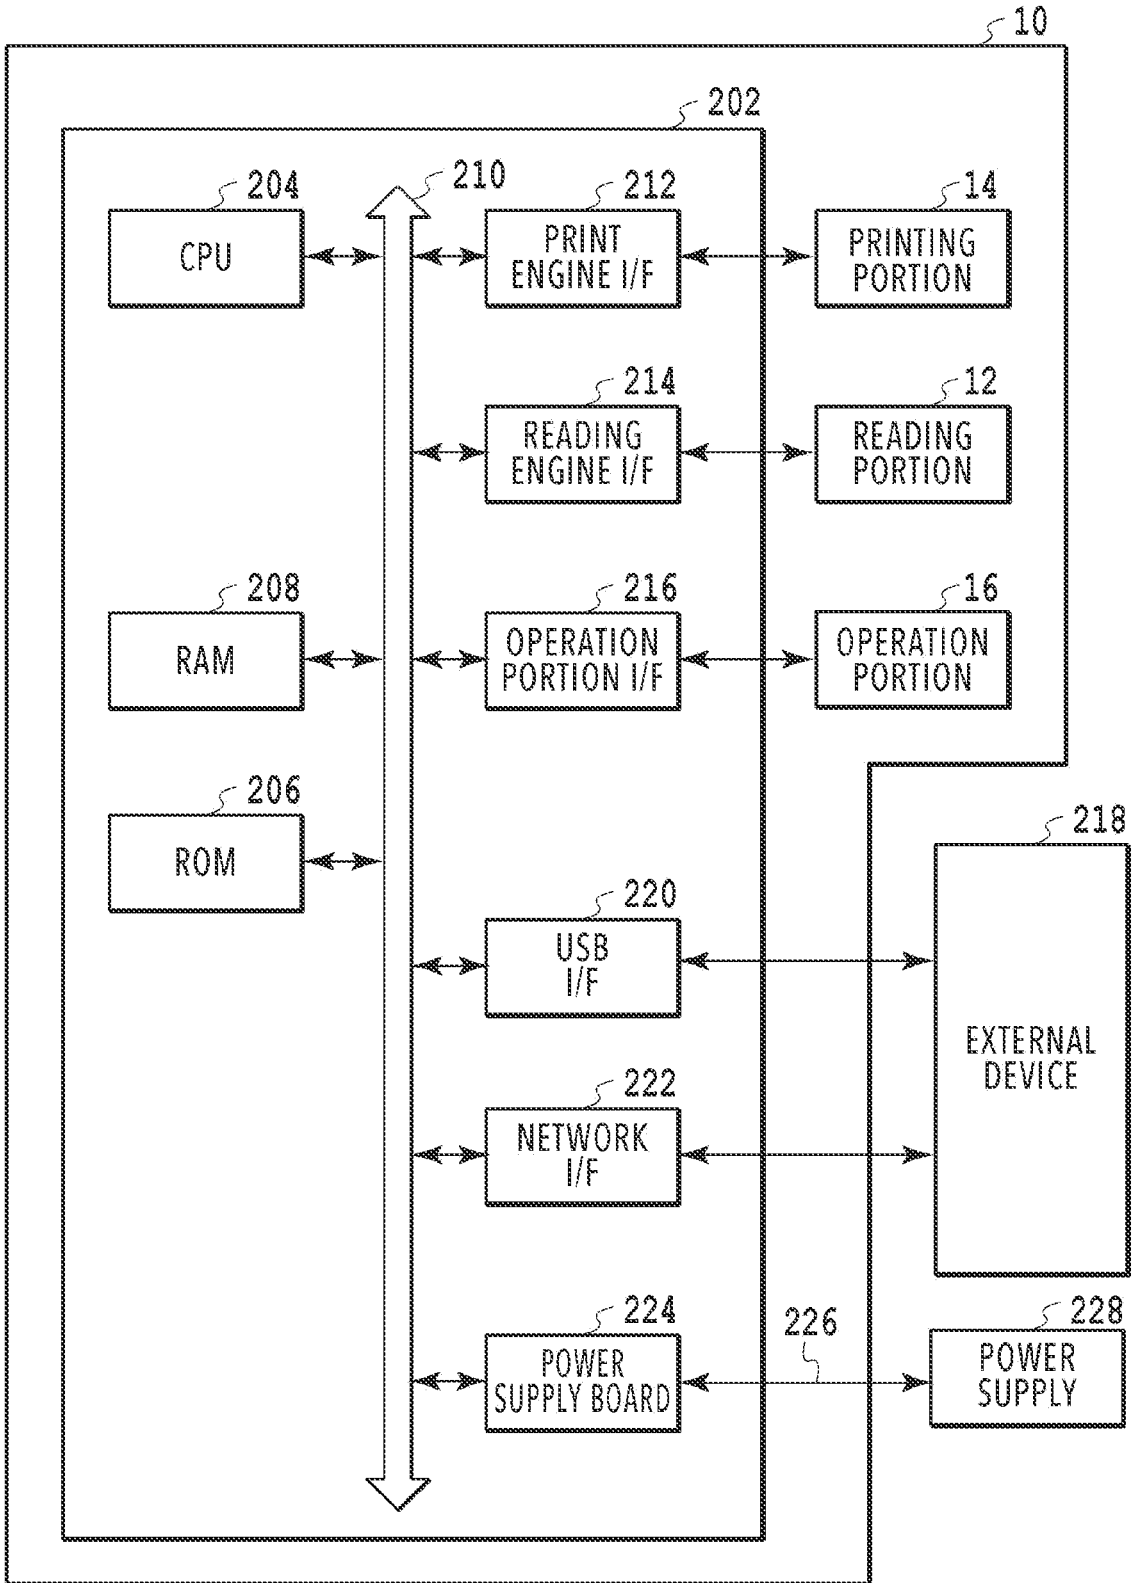 10
202
204
CPU
210
212
PRINT
ENGINE I/F
14
PRINTING
PORTION
214
READING
ENGINE I/F
12
READING
PORTION
208
RAM
216
OPERATION
PORTION I/F
16
OPERATION
PORTION
206
ROM
218
EXTERNAL
DEVICE
220
USB
I/F
222
NETWORK
I/F
224
POWER
SUPPLY BOARD
226
228
POWER
SUPPLY